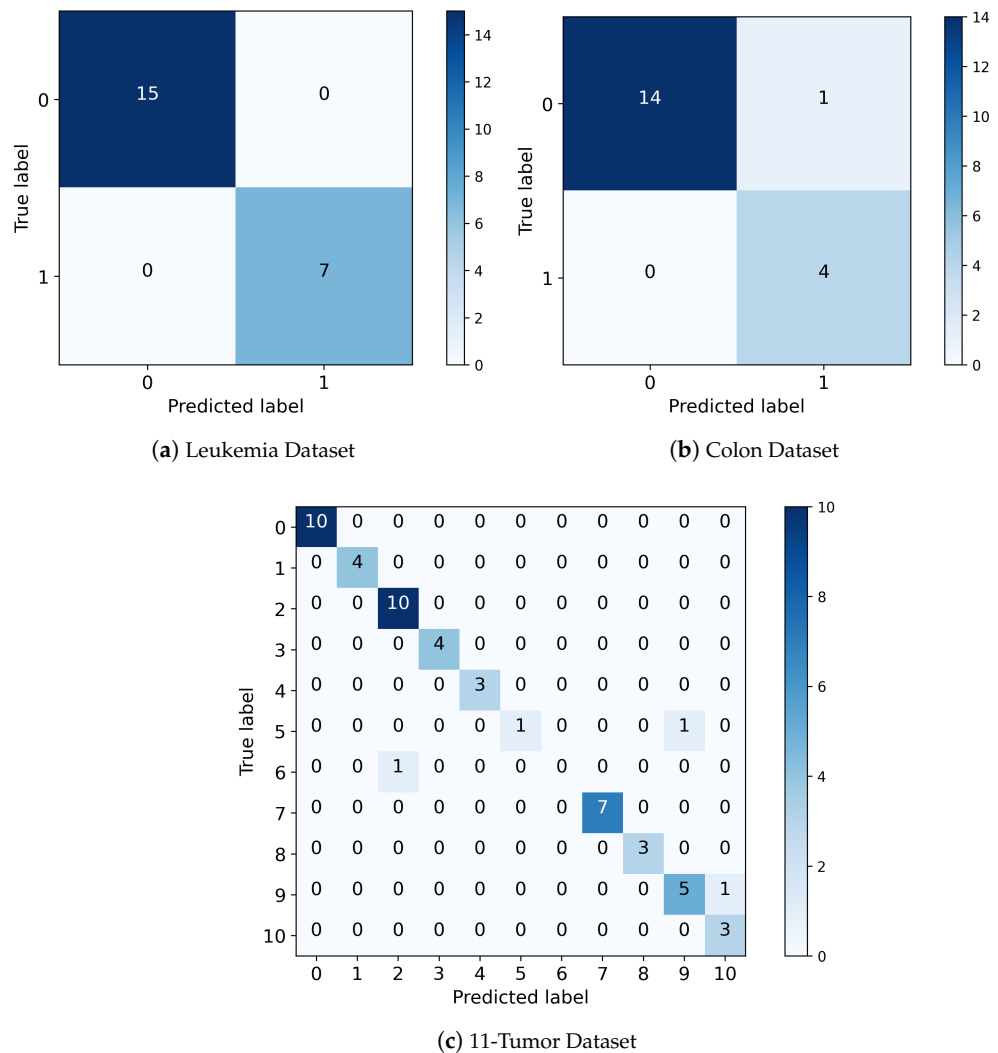 14
12
10
8
6
4
2
0
0
1
True label
15 0
0 7
0 1
Predicted label
(a) Leukemia Dataset
14
12
10
8
6
4
2
0
0
1
True label
14 1
0 4
0 1
Predicted label
(b) Colon Dataset
0 10 0 0 0 0 0 0 0 0 0 0
1 0 4 0 0 0 0 0 0 0 0 0
2 0 0 10 0 0 0 0 0 0 0 0
3 0 0 0 4 0 0 0 0 0 0 0
4 0 0 0 0 3 0 0 0 0 0 0
5 0 0 0 0 0 1 0 0 0 1 0
6 0 0 1 0 0 0 0 0 0 0 0
7 0 0 0 0 0 0 0 7 0 0 0
8 0 0 0 0 0 0 0 0 3 0 0
9 0 0 0 0 0 0 0 0 0 5 1
10 0 0 0 0 0 0 0 0 0 0 3
True label
0 1 2 3 4 5 6 7 8 9 10
Predicted label
10
8
6
4
2
0
(c) 11-Tumor Dataset